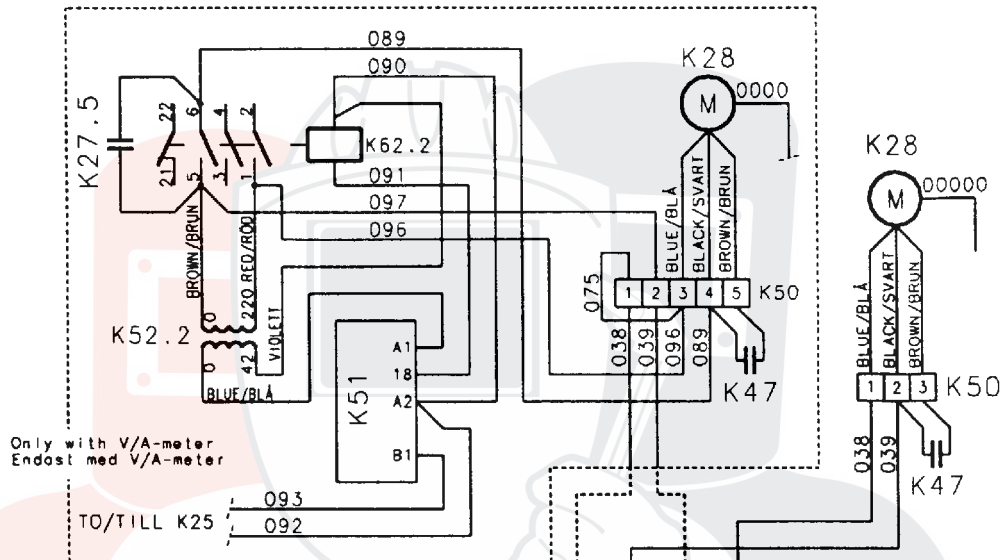 089
090
K28
0000
K27.5
22
6
4
2
K62.2
K28
21
5
3
1
091
00000
097
096
BROWN/BRUN
220 RED/ROD
BLUE/BLÅ
BLACK/SVART
BROWN/BRUN
075
1 2 3 4 5
K50
0
VIOLETT
038
039
096
089
K52.2
BLUE/BLÅ
BLACK/SVART
BROWN/BRUN
0
42
A1
K51
18
K47
1 2 3
K50
BLUE/BLÅ
A2
Only with V/A-meter
Endast med V/A-meter
B1
038
039
K47
093
TO/TILL K25
092